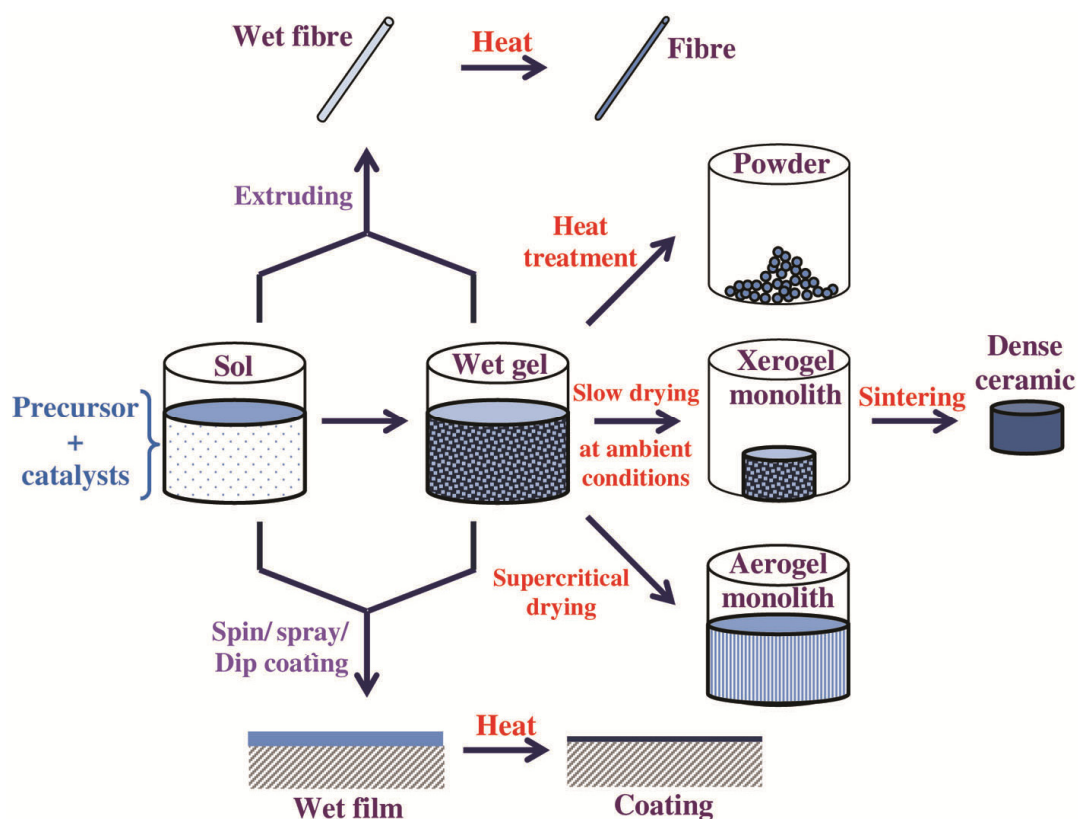 Wet fibre
Heat
Fibre
Extruding
Heat
treatment
Powder
Sol
Wet gel
Precursor
+
catalysts
Slow drying
at ambient
conditions
Xerogel
monolith
Sintering
Dense
ceramic
Supercritical
drying
Aerogel
monolith
Spin/ spray/
Dip coating
Heat
Wet film
Coating